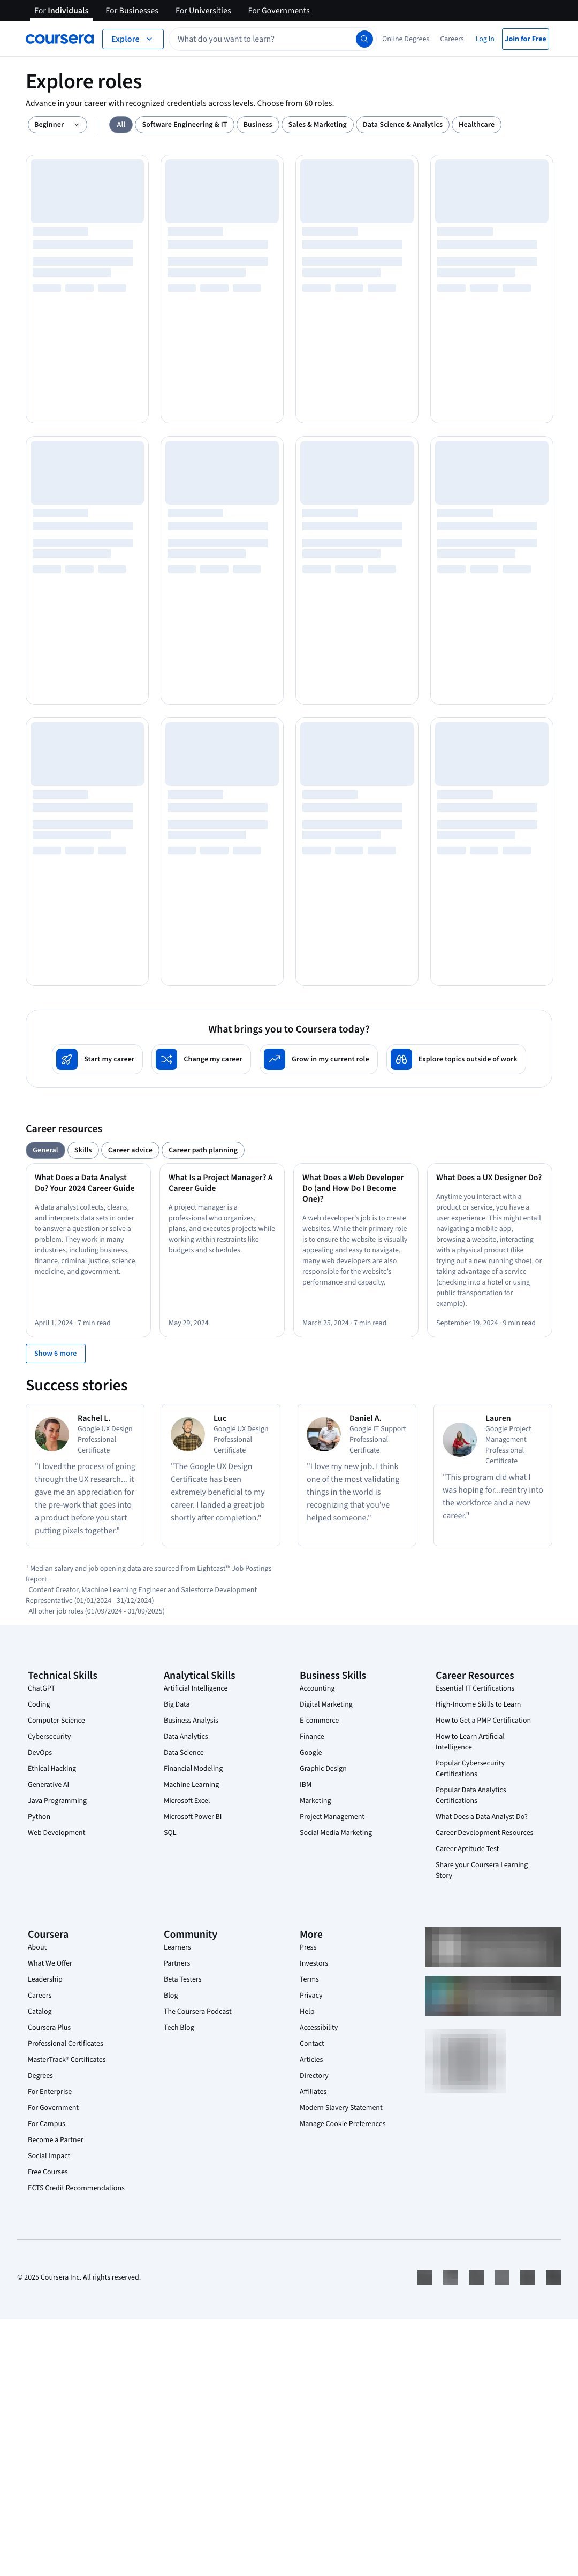 For Individuals
For Businesses
For Universities
For Governments
coursera
Explore
What do you want to learn?
Online Degrees
Careers
Log In
Join for Free
Explore roles
Advance in your career with recognized credentials across levels. Choose from 60 roles.
Beginner
All
Software Engineering & IT
Business
Sales & Marketing
Data Science & Analytics
Healthcare
What brings you to Coursera today?
Start my career
Change my career
Grow in my current role
Explore topics outside of work
Career resources
General
Skills
Career advice
Career path planning
What Does a Data Analyst
Do? Your 2024 Career Guide
A data analyst collects, cleans,
and interprets data sets in order
to answer a question or solve a
problem. They work in many
industries, including business,
finance, criminal justice, science,
medicine, and government.
April 1, 2024 · 7 min read
What Is a Project Manager? A
Career Guide
A project manager is a
professional who organizes,
plans, and executes projects while
working within restraints like
budgets and schedules.
May 29, 2024
What Does a Web Developer
Do (and How Do I Become
One)?
A web developer's job is to create
websites. While their primary role
is to ensure the website is visually
appealing and easy to navigate,
many web developers are also
responsible for the website's
performance and capacity.
March 25, 2024 · 7 min read
What Does a UX Designer Do?
Anytime you interact with a
product or service, you have a
user experience. This might entail
navigating a mobile app,
browsing a website, interacting
with a physical product (like
trying out a new running shoe), or
taking advantage of a service
(checking into a hotel or using
public transportation for
example).
September 19, 2024 · 9 min read
Show 6 more
Success stories
Rachel L.
Google UX Design
Professional
Certificate
"I loved the process of going
through the UX research... it
gave me an appreciation for
the pre-work that goes into
a product before you start
putting pixels together."
Luc
Google UX Design
Professional
Certificate
"The Google UX Design
Certificate has been
extremely beneficial to my
career. I landed a great job
shortly after completion."
Daniel A.
Google IT Support
Professional
Certficate
"I love my new job. I think
one of the most validating
things in the world is
recognizing that you've
helped someone."
Lauren
Google Project
Management
Professional
Certificate
"This program did what I
was hoping for...reentry into
the workforce and a new
career."
¹ Median salary and job opening data are sourced from Lightcast™ Job Postings
Report.
Content Creator, Machine Learning Engineer and Salesforce Development
Representative (01/01/2024 - 31/12/2024)
All other job roles (01/09/2024 - 01/09/2025)
Technical Skills
ChatGPT
Coding
Computer Science
Cybersecurity
DevOps
Ethical Hacking
Generative AI
Java Programming
Python
Web Development
Analytical Skills
Artificial Intelligence
Big Data
Business Analysis
Data Analytics
Data Science
Financial Modeling
Machine Learning
Microsoft Excel
Microsoft Power BI
SQL
Business Skills
Accounting
Digital Marketing
E-commerce
Finance
Google
Graphic Design
IBM
Marketing
Project Management
Social Media Marketing
Career Resources
Essential IT Certifications
High-Income Skills to Learn
How to Get a PMP Certification
How to Learn Artificial
Intelligence
Popular Cybersecurity
Certifications
Popular Data Analytics
Certifications
What Does a Data Analyst Do?
Career Development Resources
Career Aptitude Test
Share your Coursera Learning
Story
Coursera
About
What We Offer
Leadership
Careers
Catalog
Coursera Plus
Professional Certificates
MasterTrack® Certificates
Degrees
For Enterprise
For Government
For Campus
Become a Partner
Social Impact
Free Courses
ECTS Credit Recommendations
Community
Learners
Partners
Beta Testers
Blog
The Coursera Podcast
Tech Blog
More
Press
Investors
Terms
Privacy
Help
Accessibility
Contact
Articles
Directory
Affiliates
Modern Slavery Statement
Manage Cookie Preferences
© 2025 Coursera Inc. All rights reserved.